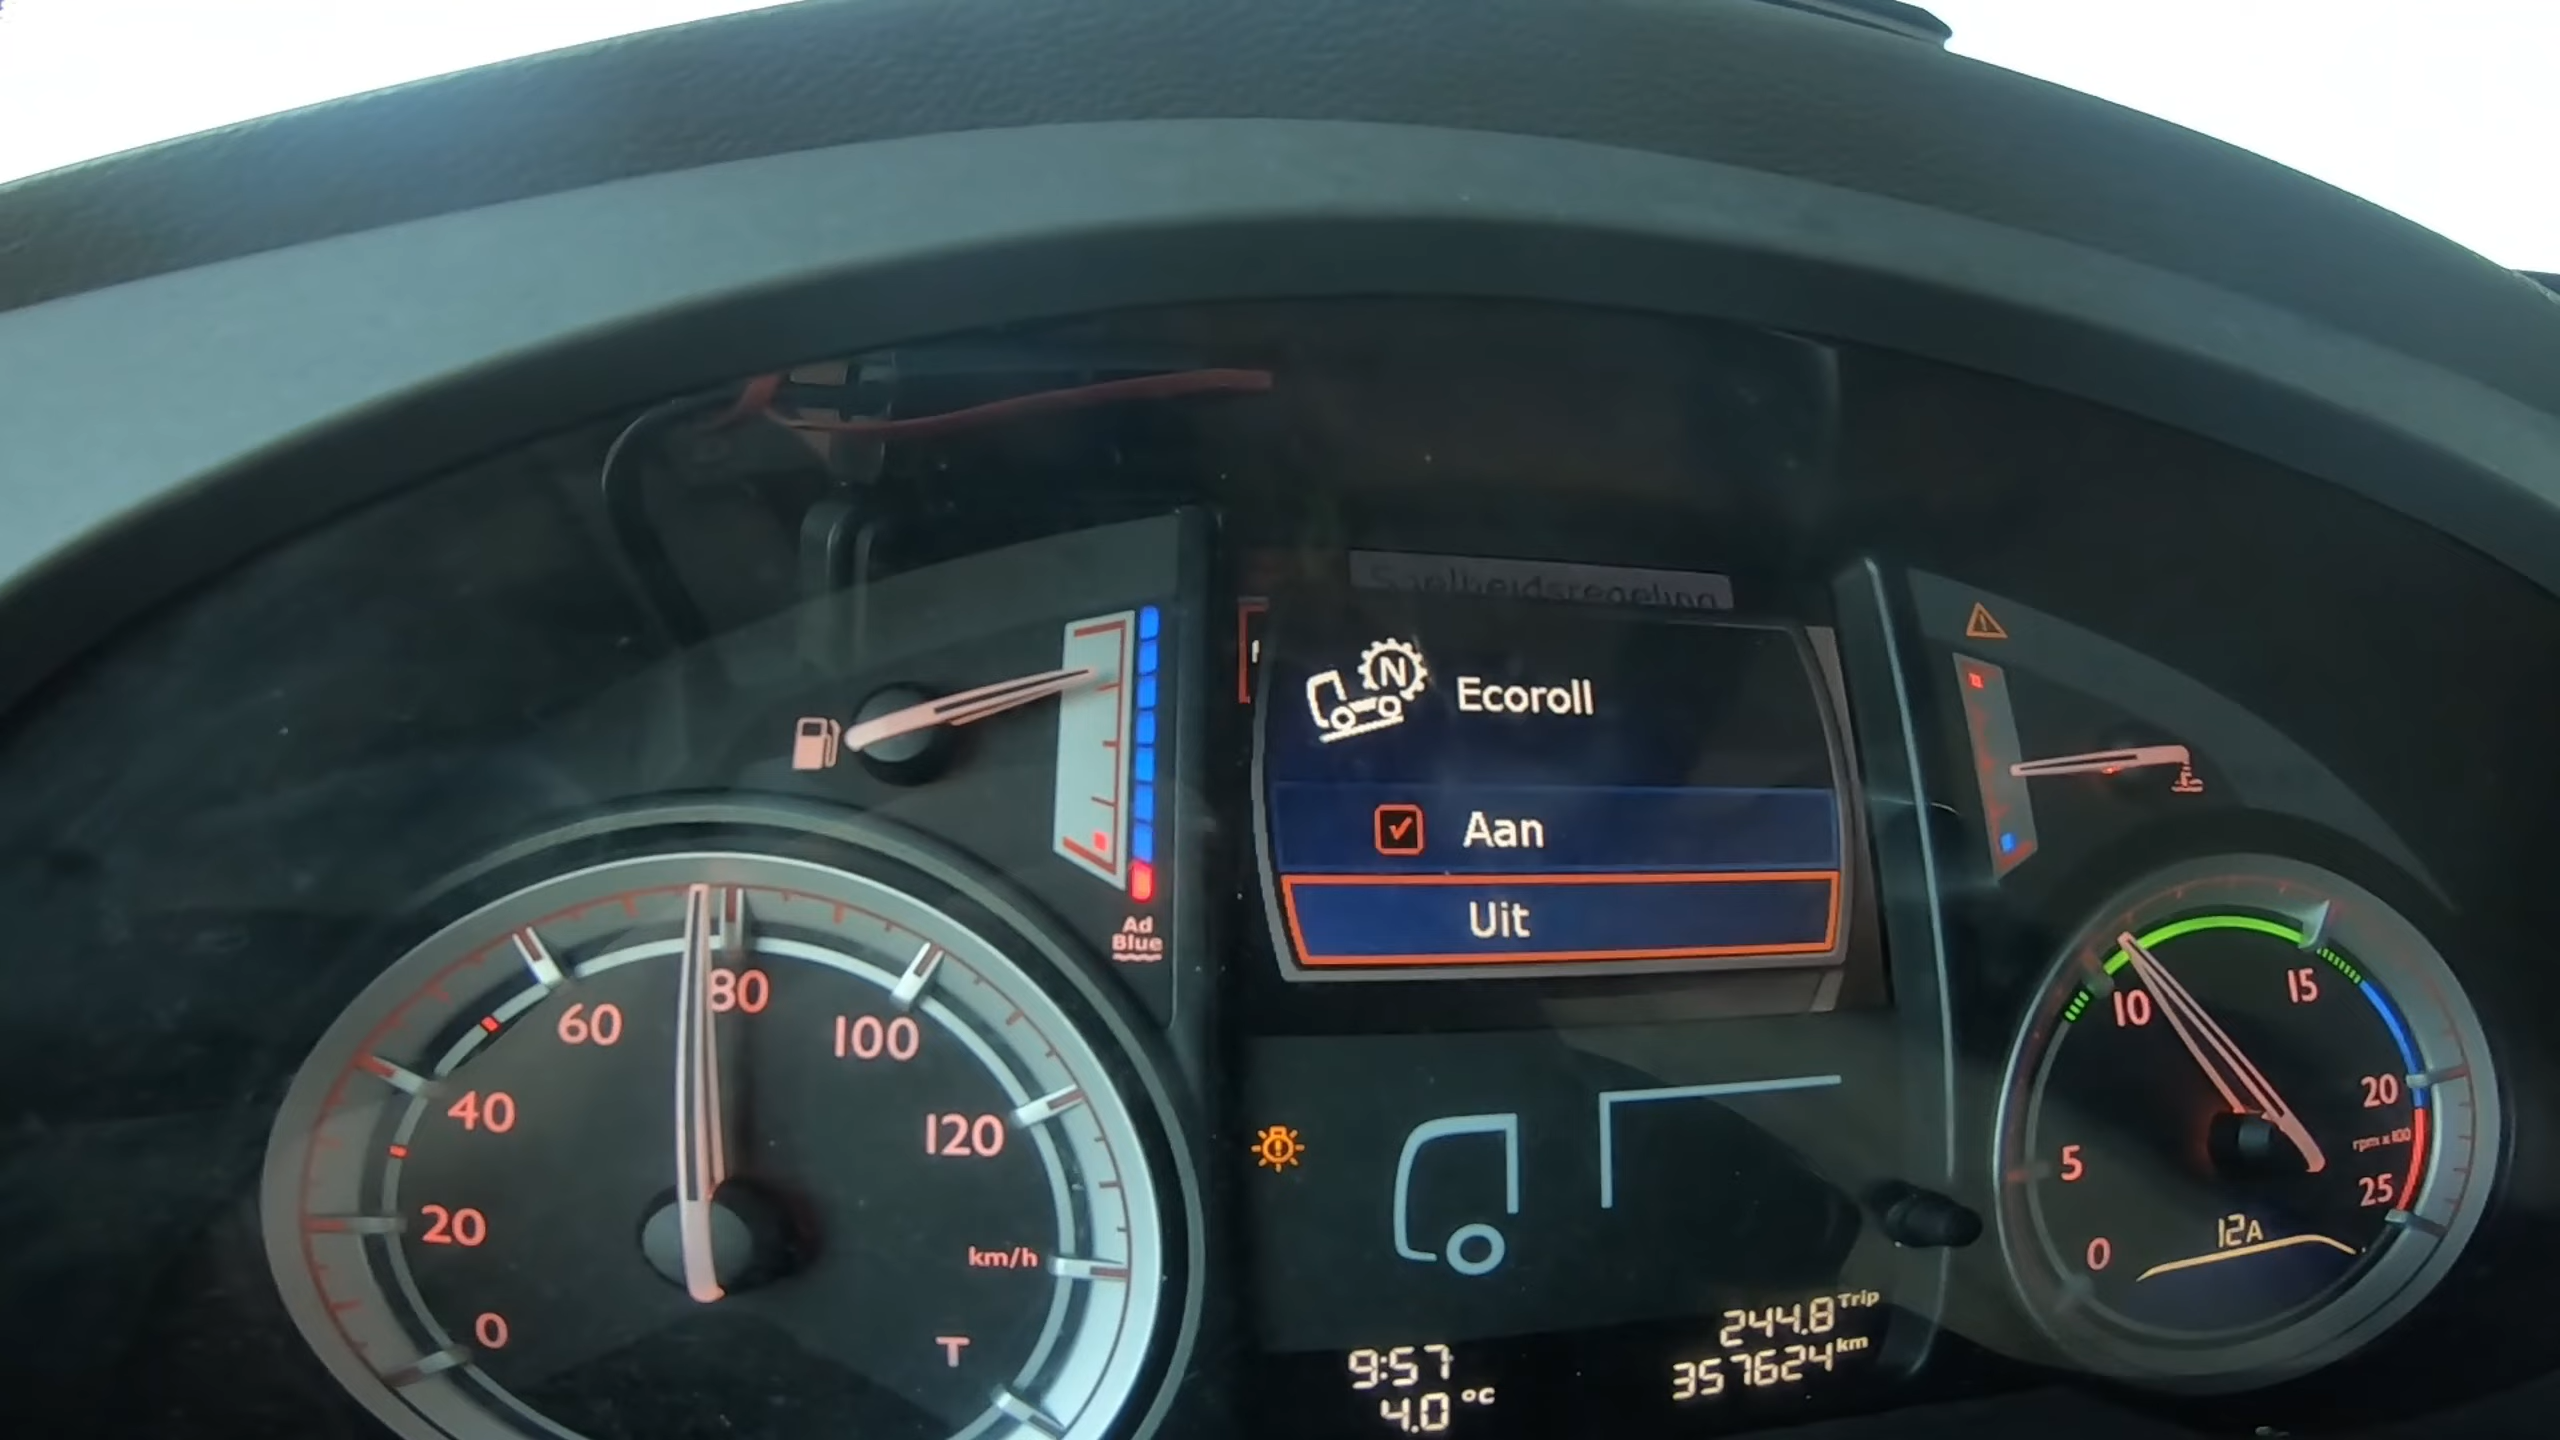 Snelheidsregeling
N
Ecoroll
Aan
Uit
Ad
Blue
0
20
40
60
80
100
120
km/h
T
0
5
10
15
20
25
rpm x 100
12A
244.8 Trip
357624 km
9:57
4.0 °C